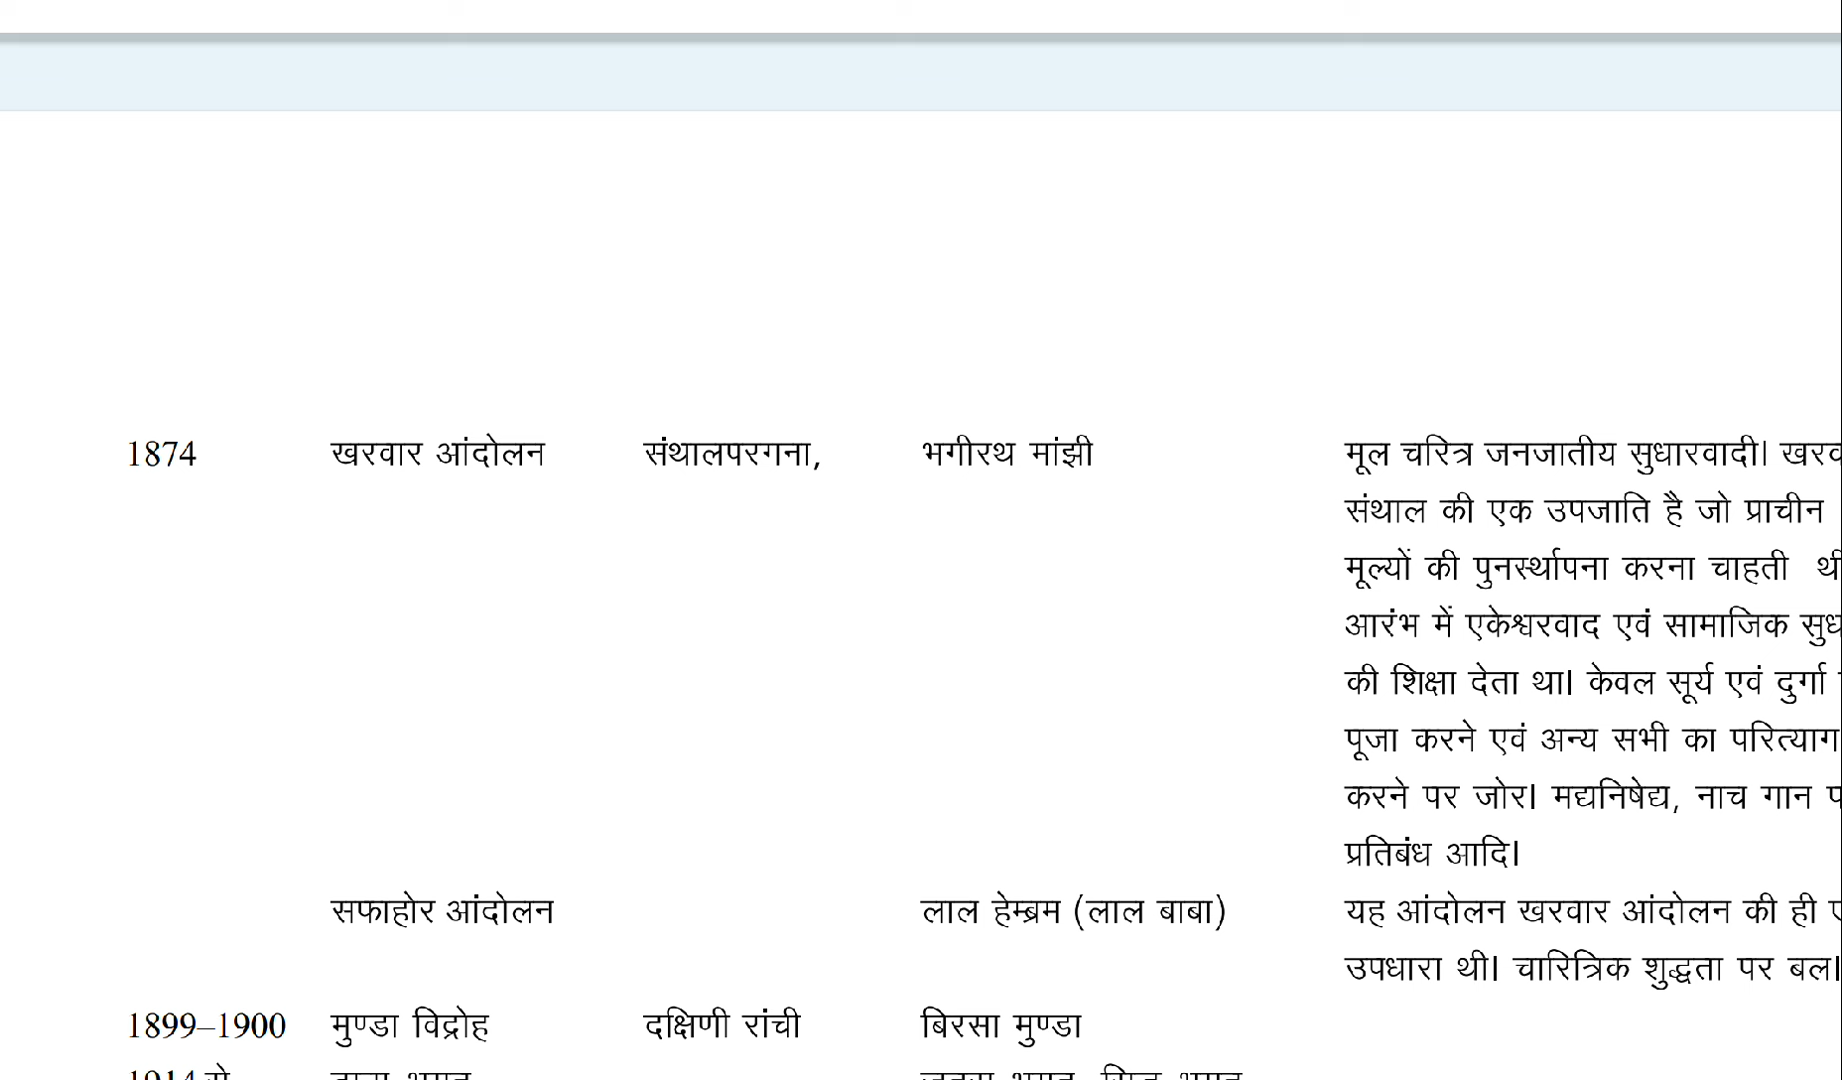 1874 खरवार आंदोलन संथालपरगना, भगीरथ मांझी मूल चरित्र जनजातीय सुधारवादी।
संथाल की एक उपजाति है जो प्राचीन
मूल्यों की पुनर्स्थापना करना चाहती
आरंभ में एकेश्वरवाद एवं सामाजिक
की शिक्षा देता था। केवल सूर्य एवं दुर्गा
पूजा करने एवं अन्य सभी का परित्याग
करने पर जोर। मद्यनिषेद्य, नाच गान
प्रतिबंध आदि।
सफाहोर आंदोलन लाल हेम्ब्रम (लाल बाबा) यह आंदोलन खरवार आंदोलन की ही
उपधारा थी। चारित्रिक शुद्धता पर बल।
1899–1900 मुण्डा विद्रोह दक्षिणी रांची बिरसा मुण्डा